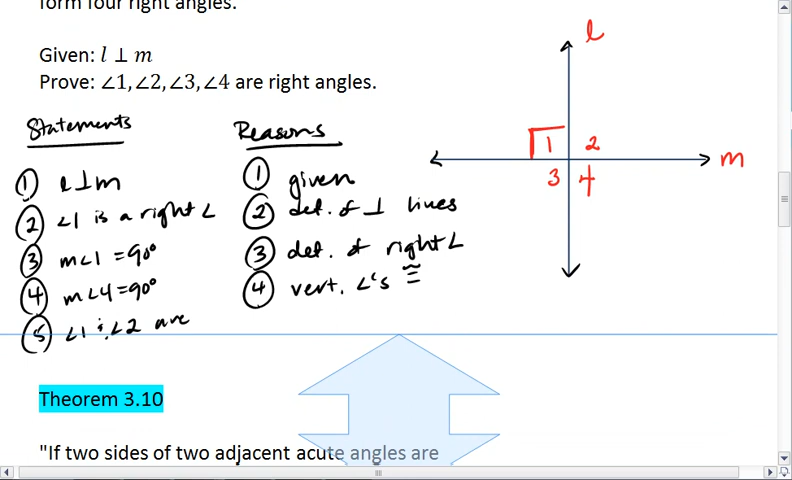 form four right angles.
Given: l ⊥ m
Prove: ∠1, ∠2, ∠3, ∠4 are right angles.
Statements
① l ⊥ m
② ∠1 is a right ∠
③ m∠1 = 90°
④ m∠4 = 90°
⑤ ∠1 & ∠2 are
Reasons
① given
② def. of ⊥ lines
③ def. of right ∠
④ vert. ∠'s ≅
l
1 2
m
3 4
Theorem 3.10
"If two sides of two adjacent acute angles are